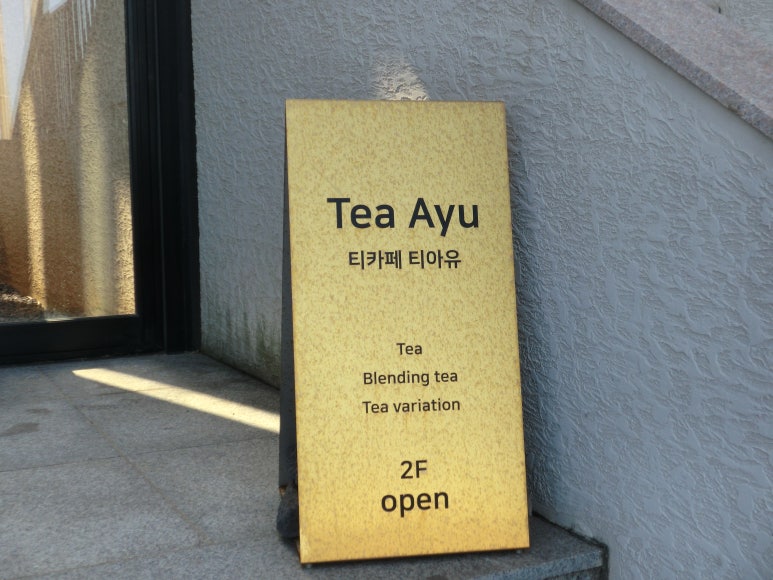 Tea Ayu
티카페 티아유
Tea
Blending tea
Tea variation
2F
open